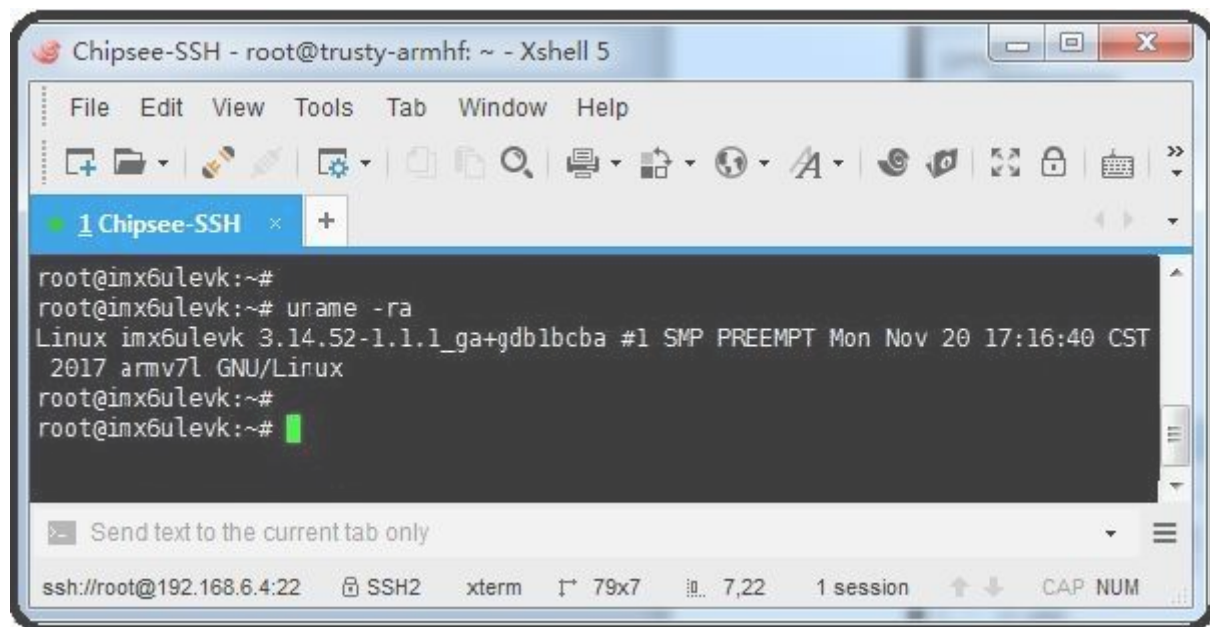 Chipsee-SSH - root@trusty-armhf: ~ - Xshell 5
File Edit View Tools Tab Window Help
1 Chipsee-SSH × +
root@imx6ulevk:~#
root@imx6ulevk:~# uname -ra
Linux imx6ulevk 3.14.52-1.1.1_ga+gdb1bcba #1 SMP PREEMPT Mon Nov 20 17:16:40 CST
2017 armv7l GNU/Linux
root@imx6ulevk:~#
root@imx6ulevk:~#
Send text to the current tab only
ssh://root@192.168.6.4:22 SSH2 xterm 79x7 7,22 1 session CAP NUM